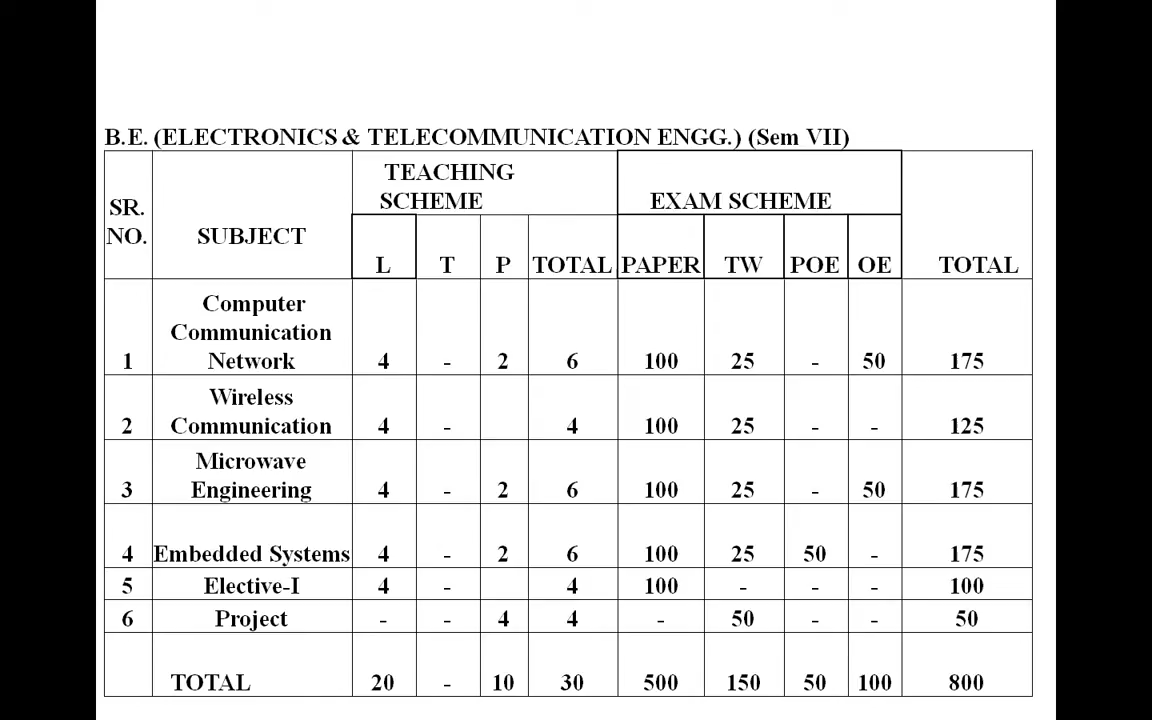 B.E. (ELECTRONICS & TELECOMMUNICATION ENGG.) (Sem VII)
SR. NO. SUBJECT TEACHING SCHEME EXAM SCHEME TOTAL
L T P TOTAL PAPER TW POE OE
1 Computer Communication Network 4 - 2 6 100 25 - 50 175
2 Wireless Communication 4 - 4 100 25 - - 125
3 Microwave Engineering 4 - 2 6 100 25 - 50 175
4 Embedded Systems 4 - 2 6 100 25 50 - 175
5 Elective-I 4 - 4 100 - - - 100
6 Project - - 4 4 - 50 - - 50
TOTAL 20 - 10 30 500 150 50 100 800